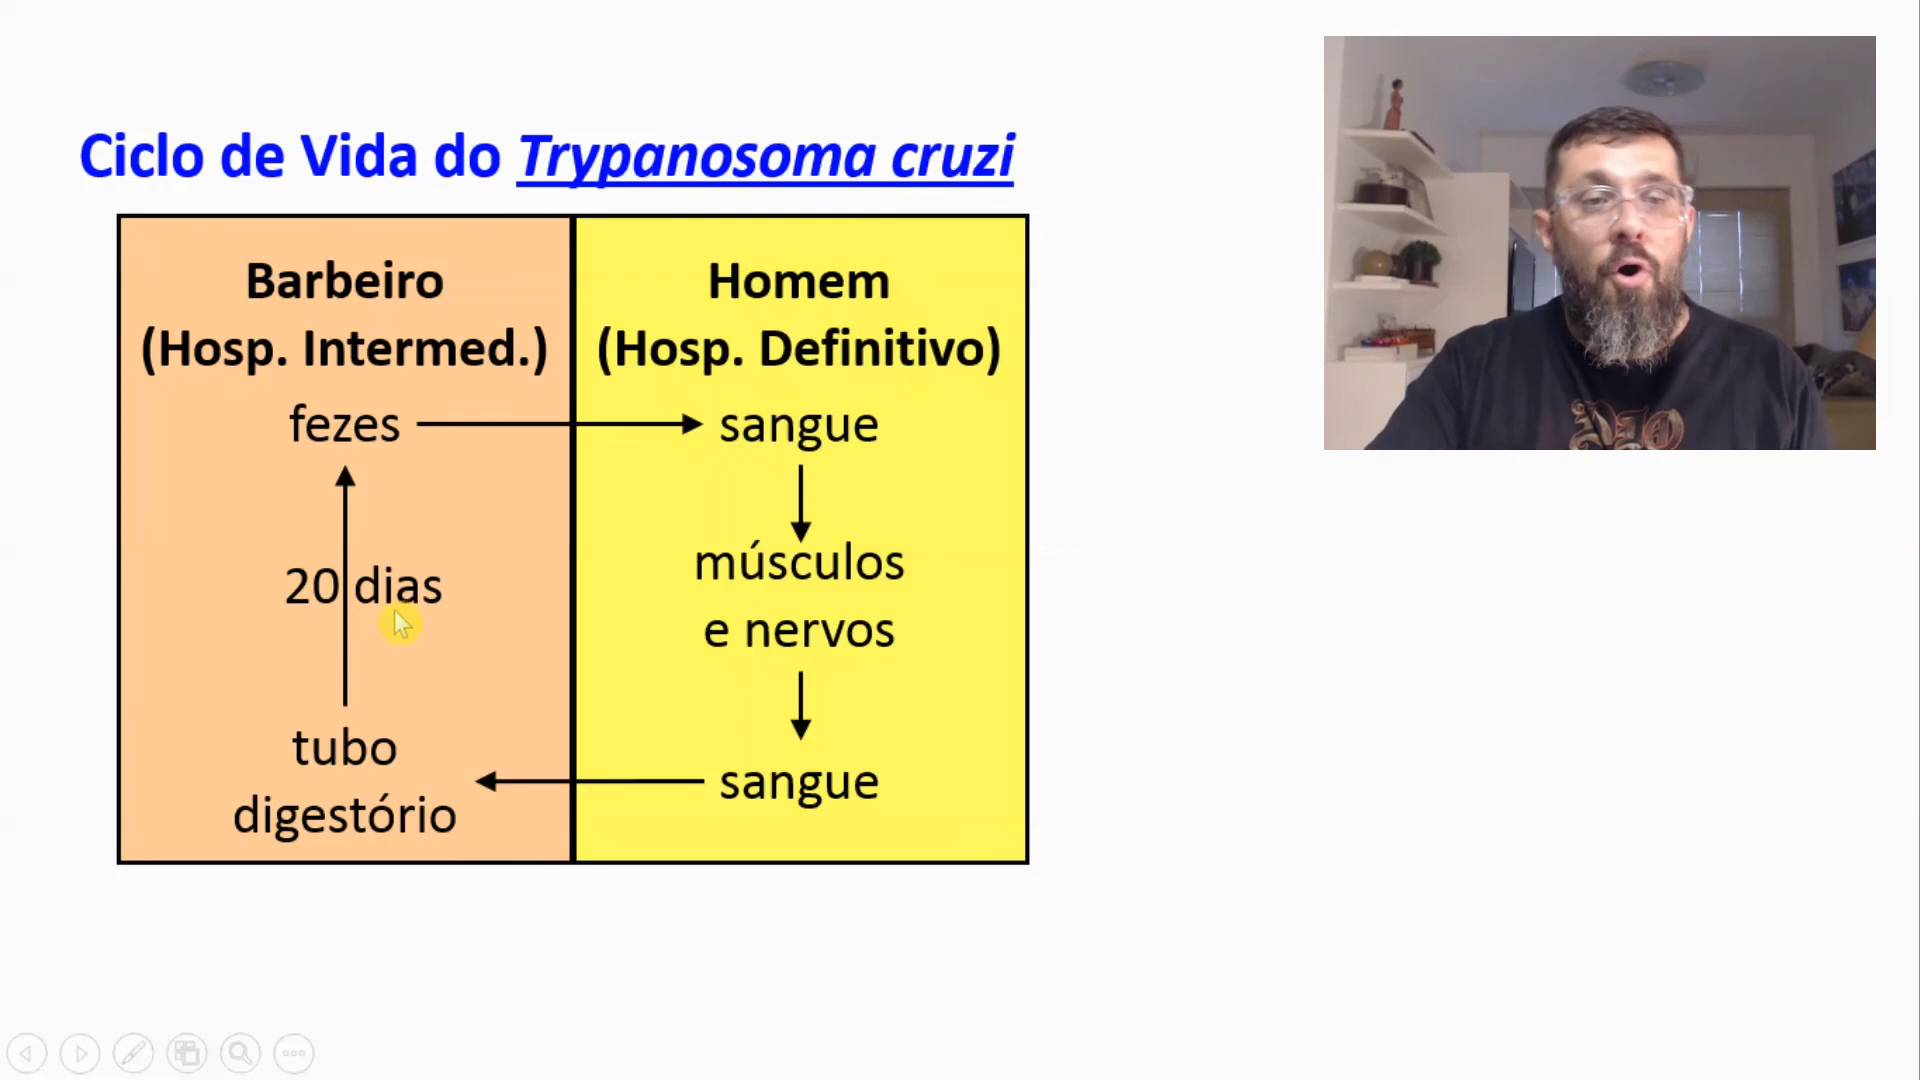 Ciclo de Vida do Trypanosoma cruzi
Barbeiro
(Hosp. Intermed.)
fezes
20 dias
tubo
digestório
Homem
(Hosp. Definitivo)
sangue
músculos
e nervos
sangue
DIO